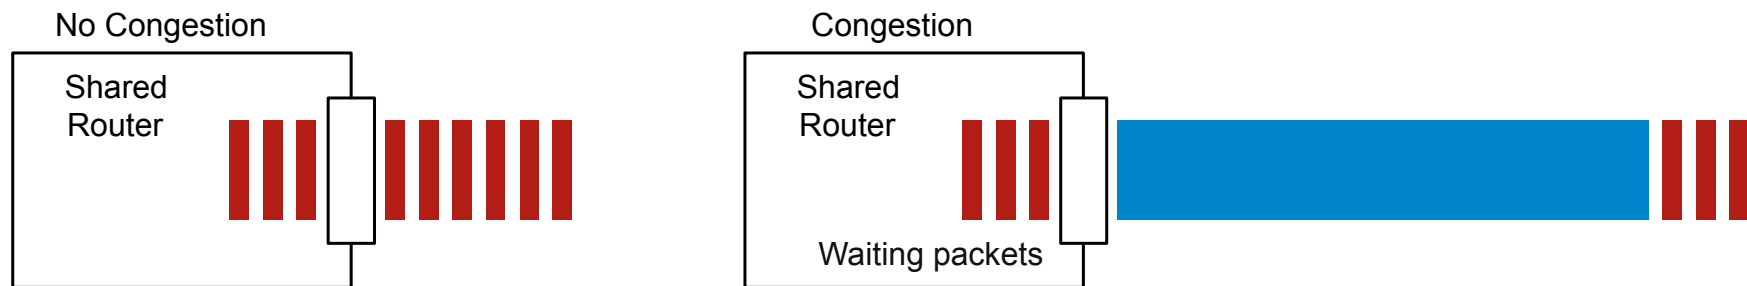 No Congestion
Shared
Router
Congestion
Shared
Router
Waiting packets